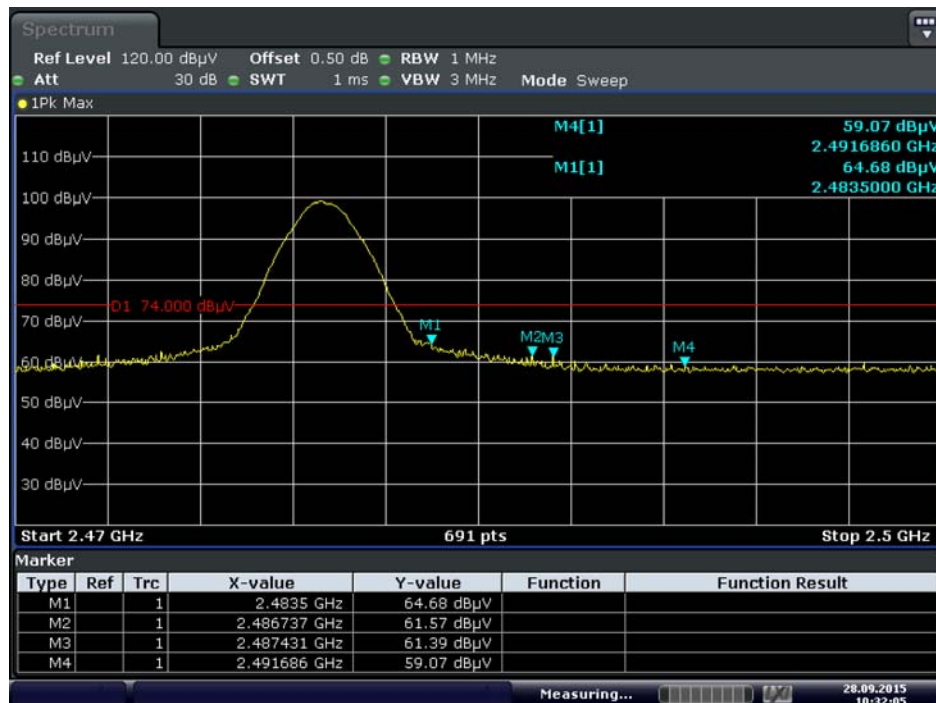 Spectrum
Ref Level 120.00 dBµV Offset 0.50 dB RBW 1 MHz
Att 30 dB SWT 1 ms VBW 3 MHz Mode Sweep
1Pk Max
M4[1] 59.07 dBµV
2.4916860 GHz
M1[1] 64.68 dBµV
2.4835000 GHz
110 dBµV
100 dBµV
90 dBµV
80 dBµV
D1 74.000 dBµV
70 dBµV
M1
M2 M3
M4
60 dBµV
50 dBµV
40 dBµV
30 dBµV
Start 2.47 GHz 691 pts Stop 2.5 GHz
Marker
Type Ref Trc X-value Y-value Function Function Result
M1 1 2.4835 GHz 64.68 dBµV
M2 1 2.486737 GHz 61.57 dBµV
M3 1 2.487431 GHz 61.39 dBµV
M4 1 2.491686 GHz 59.07 dBµV
Measuring... 28.09.2015
10:32:05